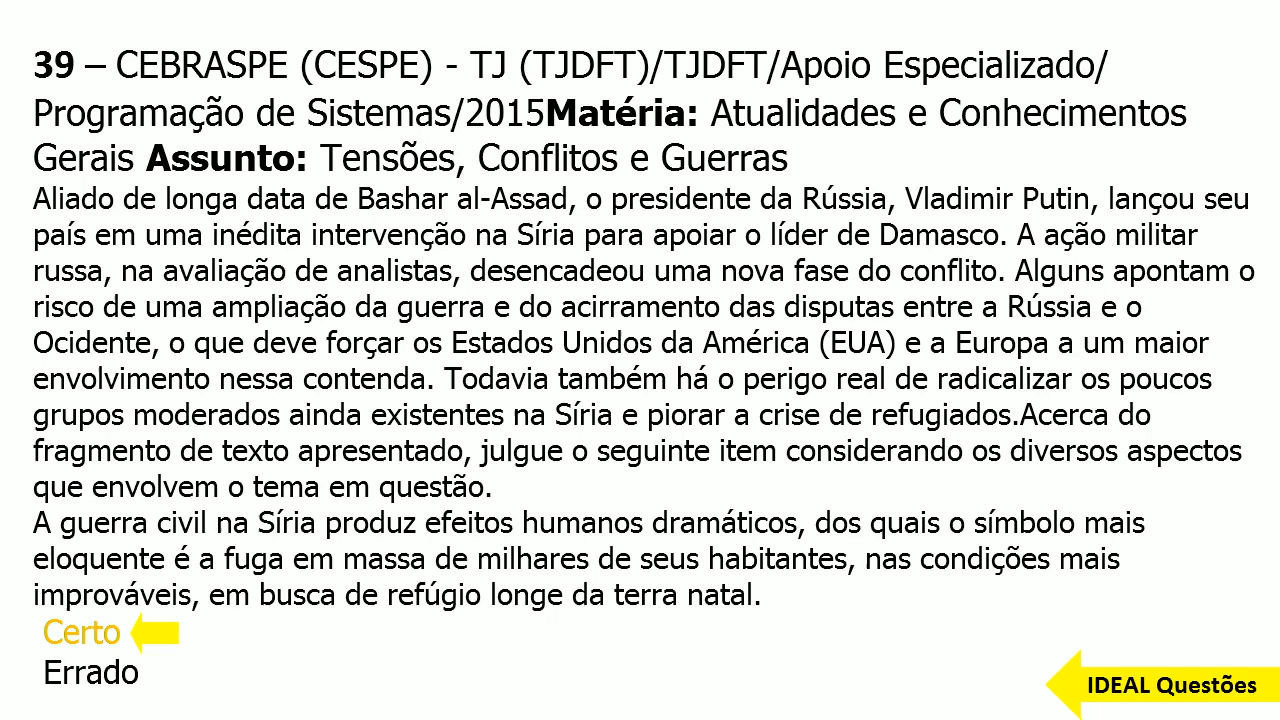 39 – CEBRASPE (CESPE) - TJ (TJDFT)/TJDFT/Apoio Especializado/
Programação de Sistemas/2015Matéria: Atualidades e Conhecimentos
Gerais Assunto: Tensões, Conflitos e Guerras
Aliado de longa data de Bashar al-Assad, o presidente da Rússia, Vladimir Putin, lançou seu
país em uma inédita intervenção na Síria para apoiar o líder de Damasco. A ação militar
russa, na avaliação de analistas, desencadeou uma nova fase do conflito. Alguns apontam o
risco de uma ampliação da guerra e do acirramento das disputas entre a Rússia e o
Ocidente, o que deve forçar os Estados Unidos da América (EUA) e a Europa a um maior
envolvimento nessa contenda. Todavia também há o perigo real de radicalizar os poucos
grupos moderados ainda existentes na Síria e piorar a crise de refugiados.Acerca do
fragmento de texto apresentado, julgue o seguinte item considerando os diversos aspectos
que envolvem o tema em questão.
A guerra civil na Síria produz efeitos humanos dramáticos, dos quais o símbolo mais
eloquente é a fuga em massa de milhares de seus habitantes, nas condições mais
improváveis, em busca de refúgio longe da terra natal.
Certo
Errado
IDEAL Questões